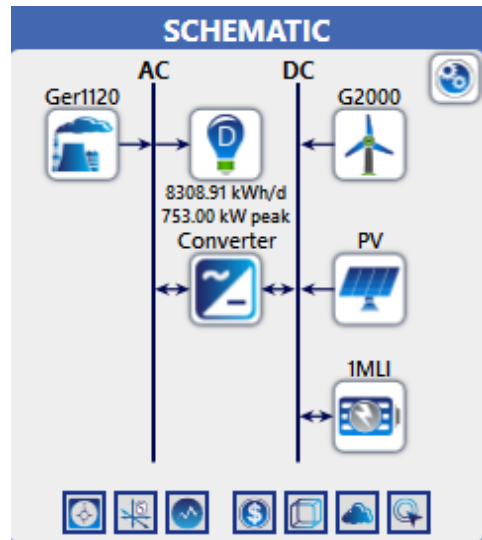 SCHEMATIC
AC DC
Ger1120 G2000
D
8308.91 kWh/d
753.00 kW peak
Converter PV
1MLI
$